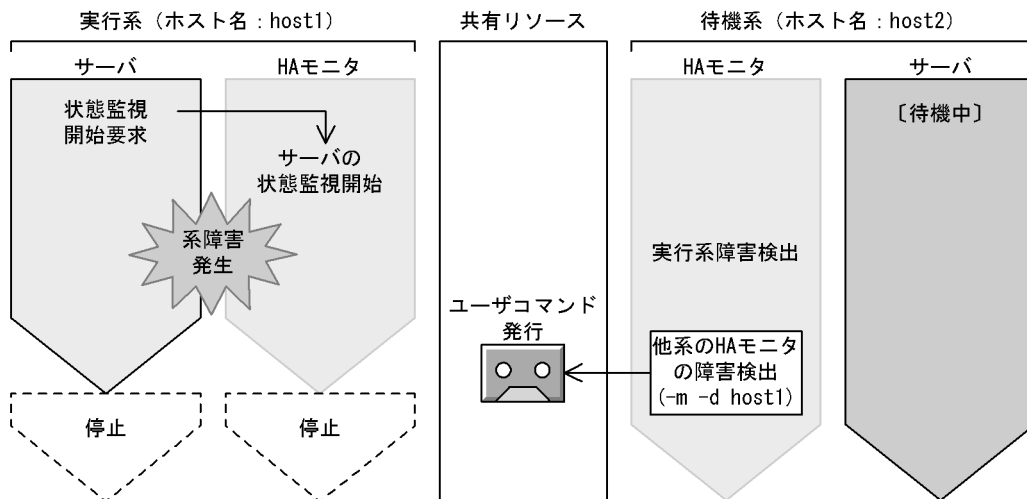 実行系（ホスト名：host1）
共有リソース
待機系（ホスト名：host2）
サーバ
HAモニタ
HAモニタ
サーバ
状態監視
開始要求
サーバの
状態監視開始
〔待機中〕
系障害
発生
実行系障害検出
ユーザコマンド
発行
他系のHAモニタ
の障害検出
(-m -d host1)
停止
停止